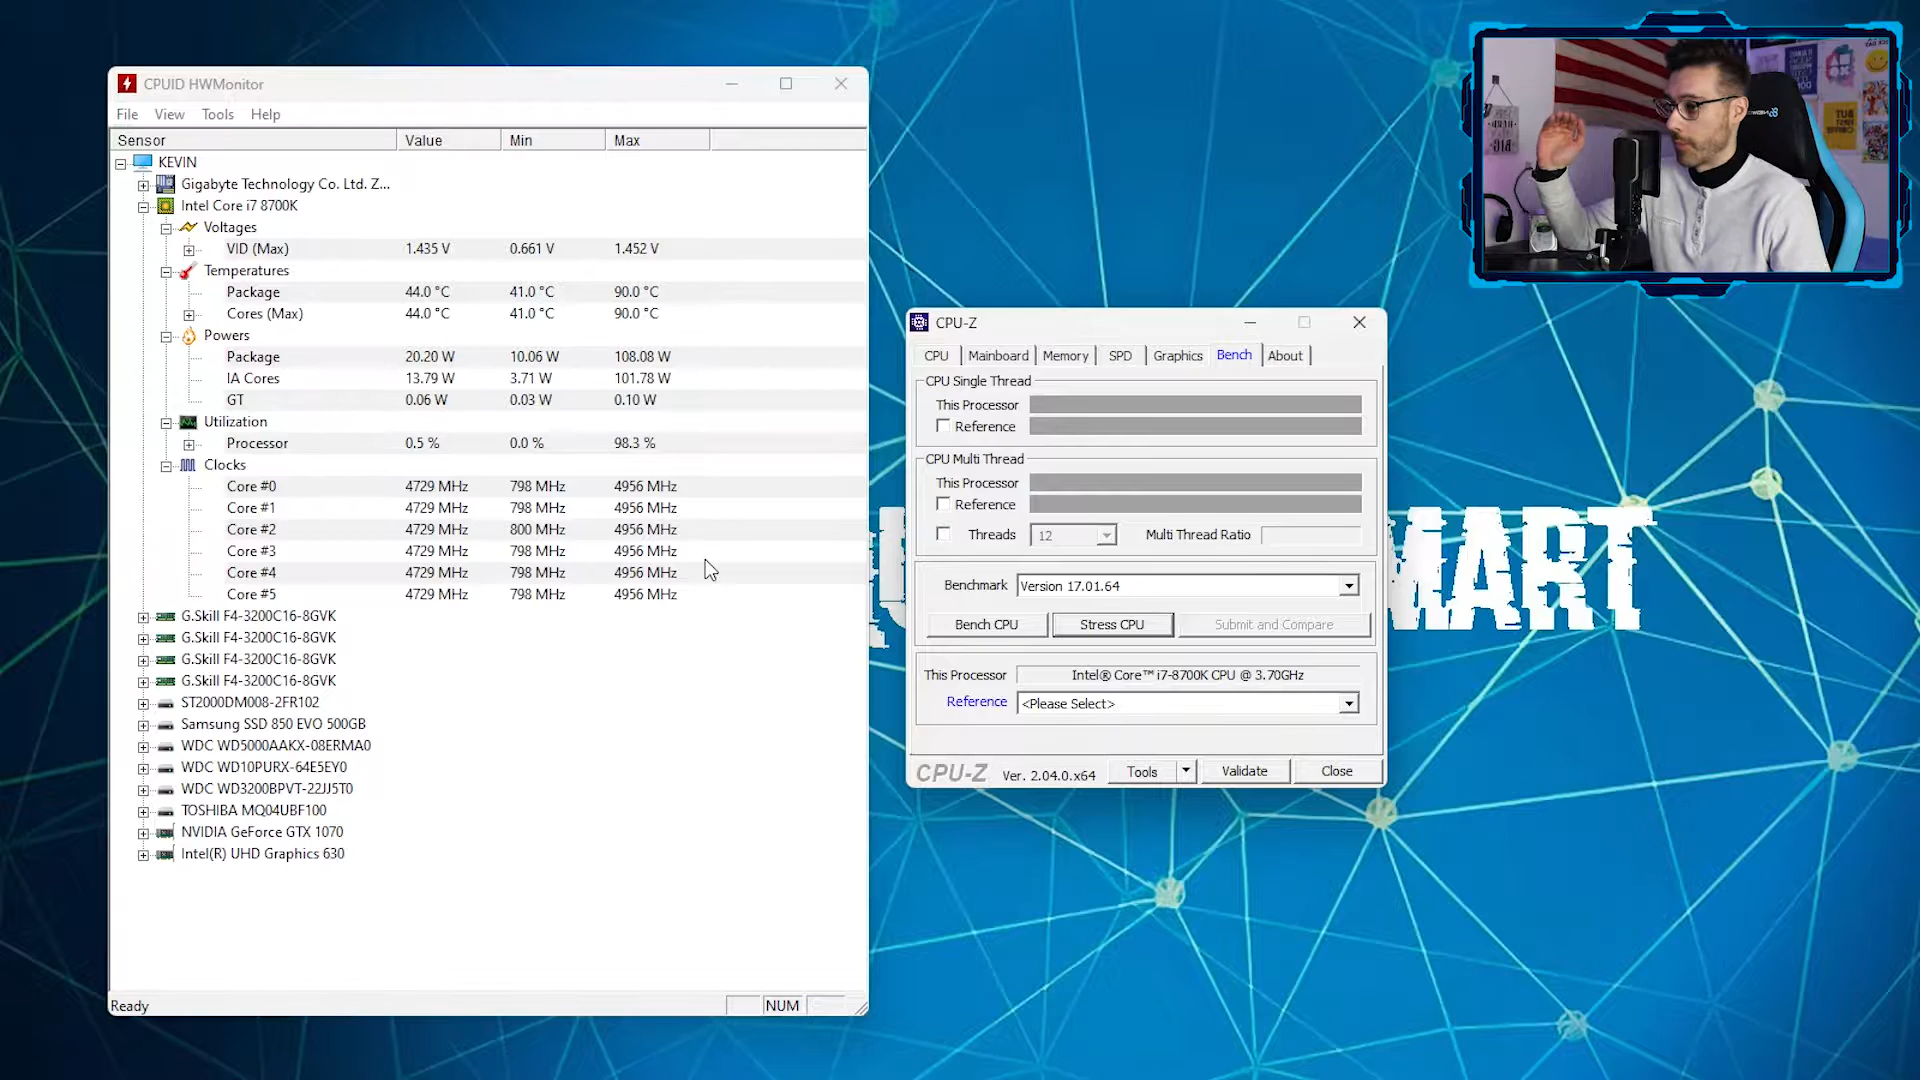 CPUID HWMonitor
File View Tools Help
Sensor Value Min Max
KEVIN
Gigabyte Technology Co. Ltd. Z...
Intel Core i7 8700K
Voltages
VID (Max) 1.435 V 0.661 V 1.452 V
Temperatures
Package 44.0 °C 41.0 °C 90.0 °C
Cores (Max) 44.0 °C 41.0 °C 90.0 °C
Powers
Package 20.20 W 10.06 W 108.08 W
IA Cores 13.79 W 3.71 W 101.78 W
GT 0.06 W 0.03 W 0.10 W
Utilization
Processor 0.5 % 0.0 % 98.3 %
Clocks
Core #0 4729 MHz 798 MHz 4956 MHz
Core #1 4729 MHz 798 MHz 4956 MHz
Core #2 4729 MHz 800 MHz 4956 MHz
Core #3 4729 MHz 798 MHz 4956 MHz
Core #4 4729 MHz 798 MHz 4956 MHz
Core #5 4729 MHz 798 MHz 4956 MHz
G.Skill F4-3200C16-8GVK
G.Skill F4-3200C16-8GVK
G.Skill F4-3200C16-8GVK
G.Skill F4-3200C16-8GVK
ST2000DM008-2FR102
Samsung SSD 850 EVO 500GB
WDC WD5000AAKX-08ERMA0
WDC WD10PURX-64E5EY0
WDC WD3200BPVT-22JJ5T0
TOSHIBA MQ04UBF100
NVIDIA GeForce GTX 1070
Intel(R) UHD Graphics 630
Ready NUM
CPU-Z
CPU Mainboard Memory SPD Graphics Bench About
CPU Single Thread
This Processor
Reference
CPU Multi Thread
This Processor
Reference
Threads 12 Multi Thread Ratio
Benchmark Version 17.01.64
Bench CPU Stress CPU Submit and Compare
This Processor Intel® Core™ i7-8700K CPU @ 3.70GHz
Reference <Please Select>
CPU-Z Ver. 2.04.0.x64 Tools Validate Close
MART
BUT
FIRST
COFFEE